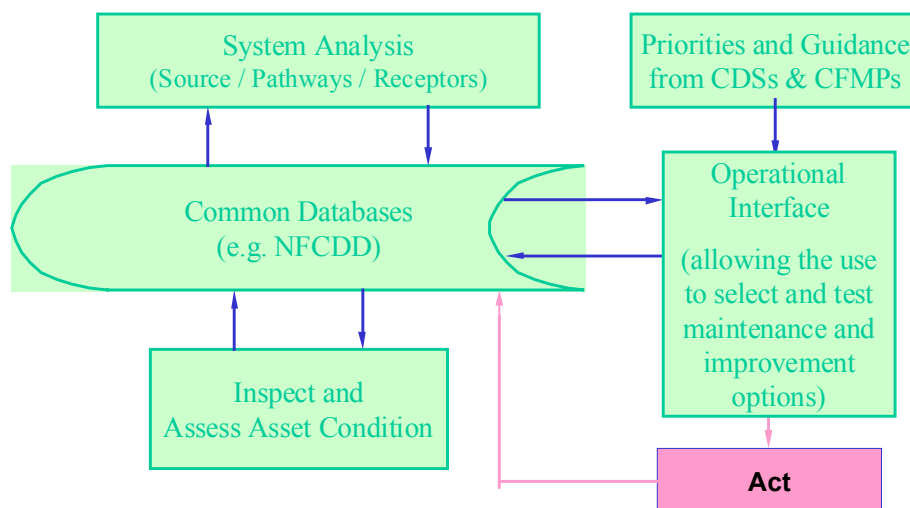 System Analysis
(Source / Pathways / Receptors)
Priorities and Guidance
from CDSs & CFMPs
Common Databases
(e.g. NFCDD)
Operational
Interface
(allowing the use
to select and test
maintenance and
improvement
options)
Inspect and
Assess Asset Condition
Act